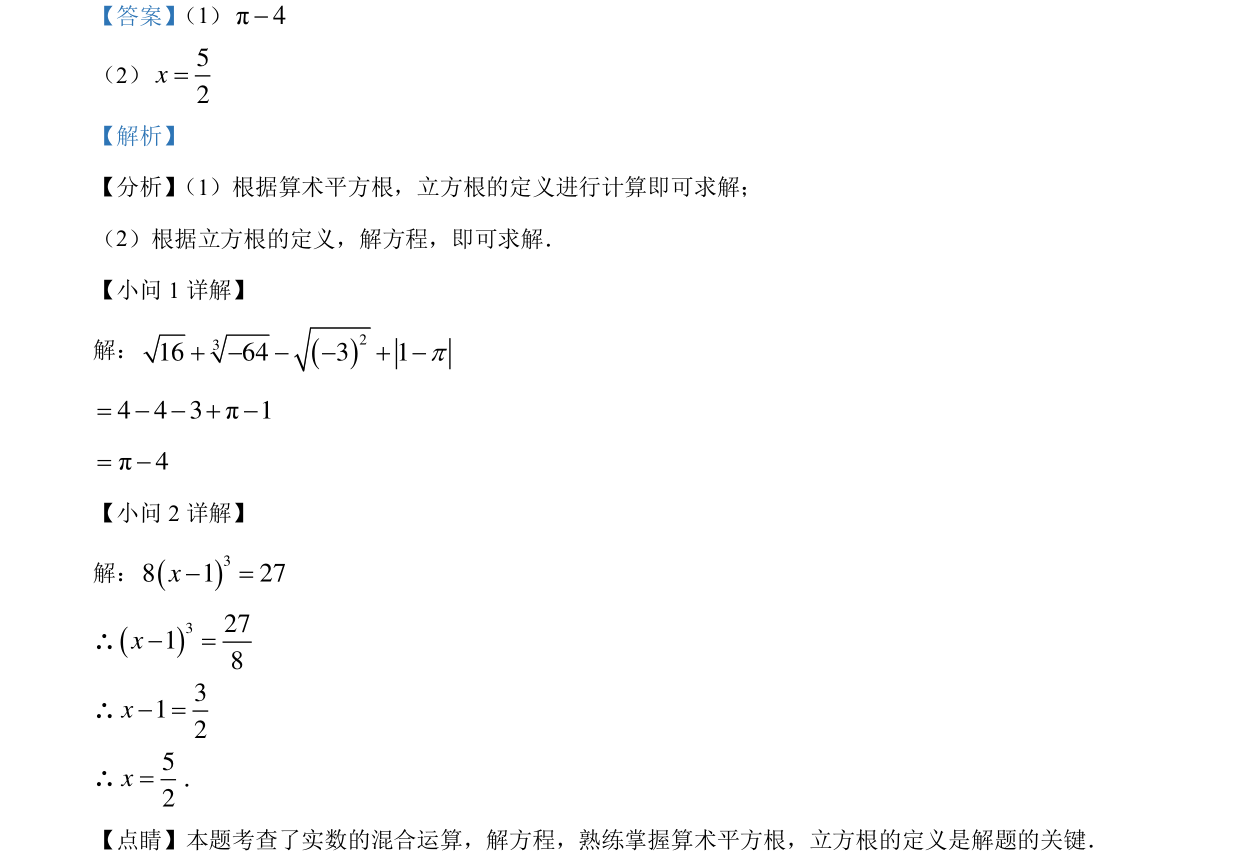 【答案】（1）π－4
（2）x＝5/2
【解析】
【分析】（1）根据算术平方根，立方根的定义进行计算即可求解；
（2）根据立方根的定义，解方程，即可求解．
【小问 1 详解】
解：√16＋∛−64－√(−3)²＋|1－π|
＝4－4－3＋π－1
＝π－4
【小问 2 详解】
解：8(x－1)³＝27
∴(x－1)³＝27/8
∴x－1＝3/2
∴x＝5/2．
【点睛】本题考查了实数的混合运算，解方程，熟练掌握算术平方根，立方根的定义是解题的关键．